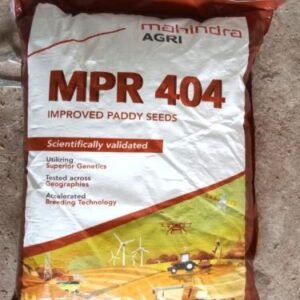 mahindra
AGRI
MPR 404
IMPROVED PADDY SEEDS
Scientifically validated
Utilizing
Superior Genetics
Tested across
Geographies
Accelerated
Breeding Technology